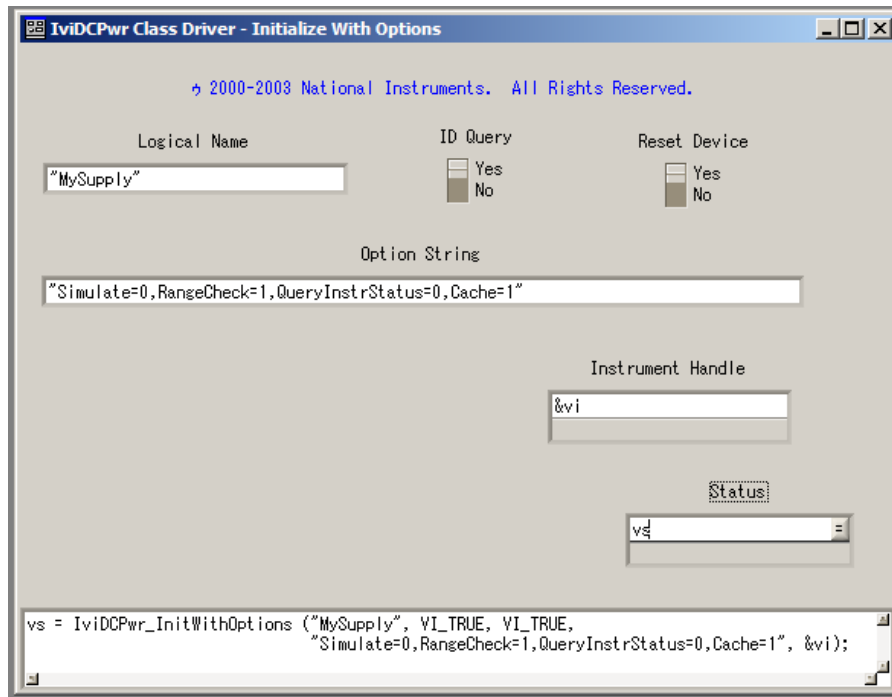 IviDCPwr Class Driver - Initialize With Options
ｩ 2000-2003 National Instruments.  All Rights Reserved.
Logical Name
ID Query
Reset Device
"MySupply"
Yes
No
Yes
No
Option String
"Simulate=0,RangeCheck=1,QueryInstrStatus=0,Cache=1"
Instrument Handle
&vi
Status
vs
vs = IviDCPwr_InitWithOptions ("MySupply", VI_TRUE, VI_TRUE,
"Simulate=0,RangeCheck=1,QueryInstrStatus=0,Cache=1", &vi);